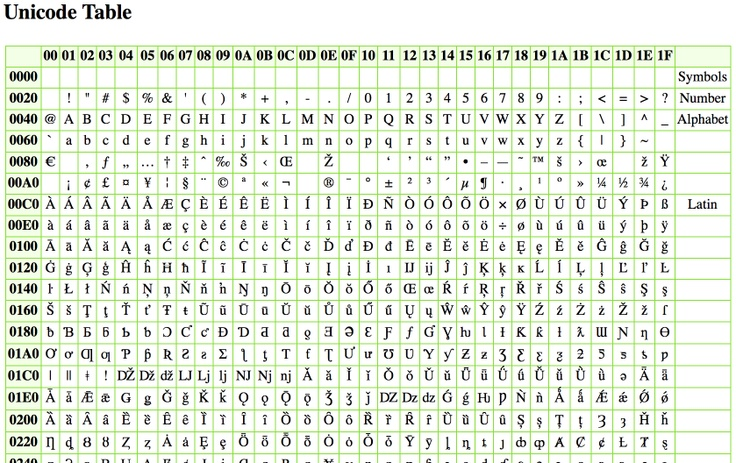 Unicode Table
00 01 02 03 04 05 06 07 08 09 0A 0B 0C 0D 0E 0F 10 11 12 13 14 15 16 17 18 19 1A 1B 1C 1D 1E 1F
0000 Symbols
0020 ! " # $ % & ' ( ) * + , - . / 0 1 2 3 4 5 6 7 8 9 : ; < = > ? Number
0040 @ A B C D E F G H I J K L M N O P Q R S T U V W X Y Z [ \ ] ^ _ Alphabet
0060 ` a b c d e f g h i j k l m n o p q r s t u v w x y z { | } ~
0080 € ‚ ƒ „ … † ‡ ˆ ‰ Š ‹ Œ Ž ‘ ’ “ ” • – — ˜ ™ š › œ ž Ÿ
00A0 ¡ ¢ £ ¤ ¥ ¦ § ¨ © ª « ¬ ® ¯ ° ± ² ³ ´ µ ¶ · ¸ ¹ º » ¼ ½ ¾ ¿
00C0 À Á Â Ã Ä Å Æ Ç È É Ê Ë Ì Í Î Ï Ð Ñ Ò Ó Ô Õ Ö × Ø Ù Ú Û Ü Ý Þ ß Latin
00E0 à á â ã ä å æ ç è é ê ë ì í î ï ð ñ ò ó ô õ ö ÷ ø ù ú û ü ý þ ÿ
0100 Ā ā Ă ă Ą ą Ć ć Ĉ ĉ Ċ ċ Č č Ď ď Đ đ Ē ē Ĕ ĕ Ė ė Ę ę Ě ě Ĝ ĝ Ğ ğ
0120 Ġ ġ Ģ ģ Ĥ ĥ Ħ ħ Ĩ ĩ Ī ī Ĭ ĭ Į į İ ı Ĳ ĳ Ĵ ĵ Ķ ķ ĸ Ĺ ĺ Ļ ļ Ľ ľ Ŀ
0140 ŀ Ł ł Ń ń Ņ ņ Ň ň ŉ Ŋ ŋ Ō ō Ŏ ŏ Ő ő Œ œ Ŕ ŕ Ŗ ŗ Ř ř Ś ś Ŝ ŝ Ş ş
0160 Š š Ţ ţ Ť ť Ŧ ŧ Ũ ũ Ū ū Ŭ ŭ Ů ů Ű ű Ų ų Ŵ ŵ Ŷ ŷ Ÿ Ź ź Ż ż Ž ž ſ
0180 ƀ Ɓ Ƃ ƃ Ƅ ƅ Ɔ Ƈ ƈ Ɖ Ɗ Ƌ ƌ ƍ Ǝ Ə Ɛ Ƒ ƒ Ɠ Ɣ ƕ Ɩ Ɨ Ƙ ƙ ƚ ƛ Ɯ Ɲ ƞ Ɵ
01A0 Ơ ơ Ƣ ƣ Ƥ ƥ Ʀ Ƨ ƨ Ʃ ƪ ƫ Ƭ ƭ Ʈ Ư ư Ʊ Ʋ Ƴ ƴ Ƶ ƶ Ʒ Ƹ ƹ ƺ ƻ Ƽ ƽ ƾ ƿ
01C0 ǀ ǁ ǂ ǃ Ǆ ǅ ǆ Ǉ ǈ ǉ Ǌ ǋ ǌ Ǎ ǎ Ǐ ǐ Ǒ ǒ Ǔ ǔ Ǖ ǖ Ǘ ǘ Ǚ ǚ Ǜ ǜ ǝ Ǟ ǟ
01E0 Ǡ ǡ Ǣ ǣ Ǥ ǥ Ǧ ǧ Ǩ ǩ Ǫ ǫ Ǭ ǭ Ǯ ǯ ǰ Ǳ ǲ ǳ Ǵ ǵ Ƕ Ƿ Ǹ ǹ Ǻ ǻ Ǽ ǽ Ǿ ǿ
0200 Ȁ ȁ Ȃ ȃ Ȅ ȅ Ȇ ȇ Ȉ ȉ Ȋ ȋ Ȍ ȍ Ȏ ȏ Ȑ ȑ Ȓ ȓ Ȕ ȕ Ȗ ȗ Ș ș Ț ț Ȝ ȝ Ȟ ȟ
0220 Ƞ ȡ Ȣ ȣ Ȥ ȥ Ȧ ȧ Ȩ ȩ Ȫ ȫ Ȭ ȭ Ȯ ȯ Ȱ ȱ Ȳ ȳ ȴ ȵ ȶ ȷ ȸ ȹ Ⱥ Ȼ ȼ Ƚ Ⱦ ȿ